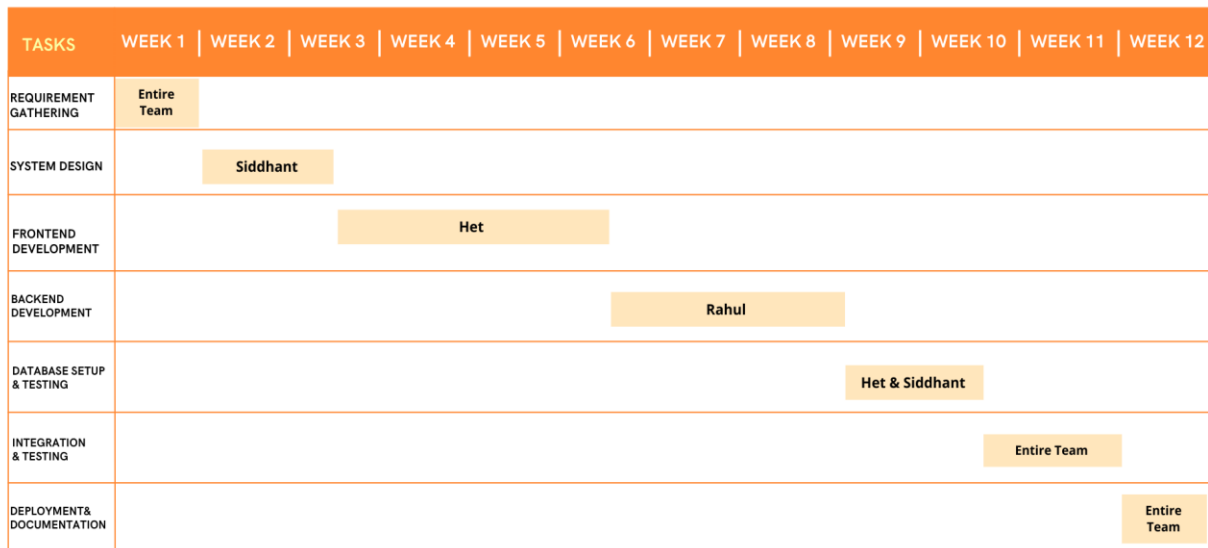 TASKS WEEK 1 WEEK 2 WEEK 3 WEEK 4 WEEK 5 WEEK 6 WEEK 7 WEEK 8 WEEK 9 WEEK 10 WEEK 11 WEEK 12
REQUIREMENT
GATHERING
Entire
Team
SYSTEM DESIGN
Siddhant
FRONTEND
DEVELOPMENT
Het
BACKEND
DEVELOPMENT
Rahul
DATABASE SETUP
& TESTING
Het & Siddhant
INTEGRATION
& TESTING
Entire Team
DEPLOYMENT&
DOCUMENTATION
Entire
Team